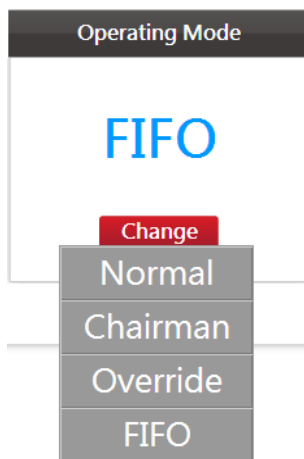 Operating Mode
FIFO
Change
Normal
Chairman
Override
FIFO